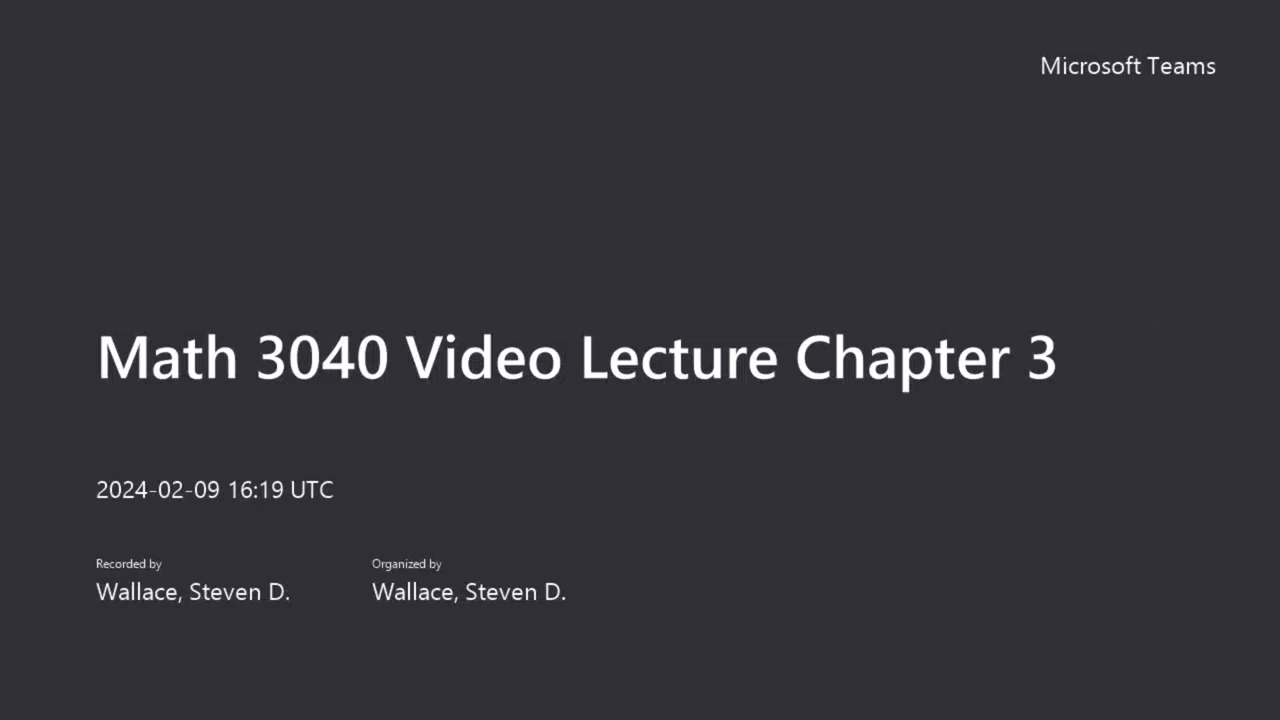 Microsoft Teams
Math 3040 Video Lecture Chapter 3
2024-02-09 16:19 UTC
Recorded by
Wallace, Steven D.
Organized by
Wallace, Steven D.